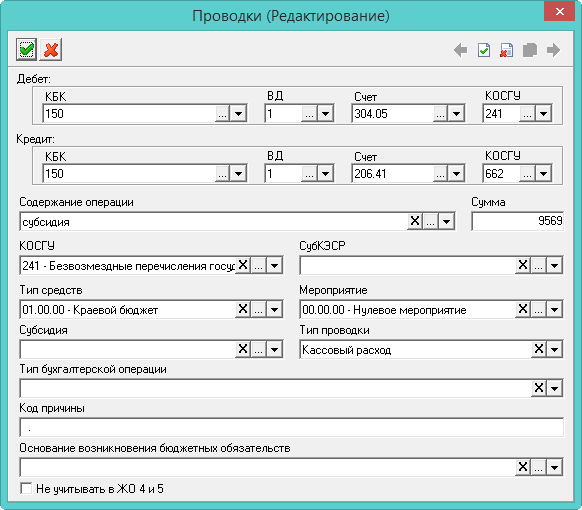 Проводки (Редактирование)
Дебет:
КБК ВД Счет КОСГУ
150 ... 1 ... 304.05 ... 241 ...
Кредит:
КБК ВД Счет КОСГУ
150 ... 1 ... 206.41 ... 662 ...
Содержание операции Сумма
субсидия X ... 9569
КОСГУ СубКЭСР
241 - Безвозмездные перечисления госуд X ... X ...
Тип средств Мероприятие
01.00.00 - Краевой бюджет X ... 00.00.00 - Нулевое мероприятие X ...
Субсидия Тип проводки
X ... Кассовый расход X
Тип бухгалтерской операции
X
Код причины
.
Основание возникновения бюджетных обязательств
X ...
Не учитывать в ЖО 4 и 5